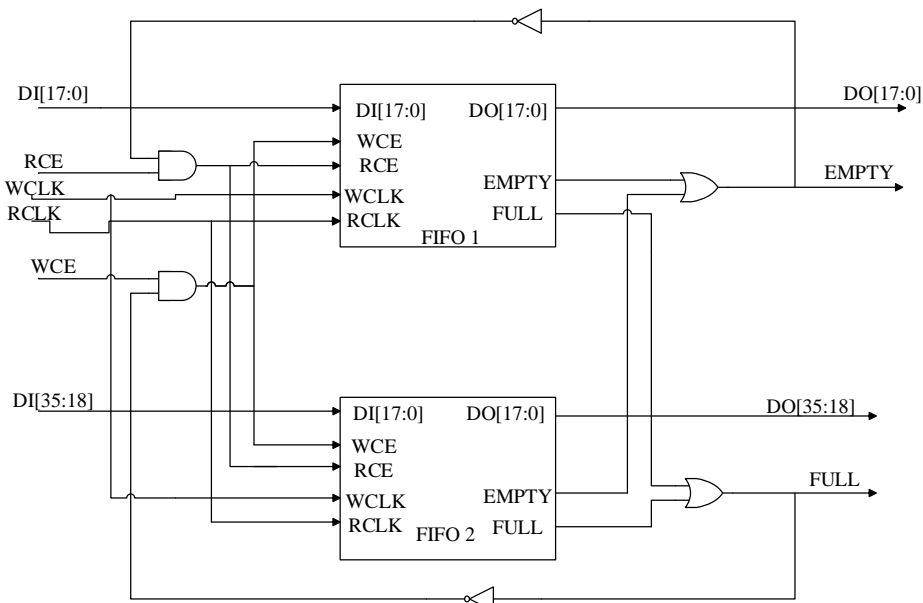 DI[17:0]
DO[17:0]
DI[17:0]
DO[17:0]
WCE
RCE
RCE
EMPTY
EMPTY
WCLK
WCLK
RCLK
RCLK
FULL
FIFO 1
WCE
DI[35:18]
DI[17:0]
DO[17:0]
DO[35:18]
WCE
RCE
WCLK
EMPTY
FULL
RCLK
FULL
FIFO 2